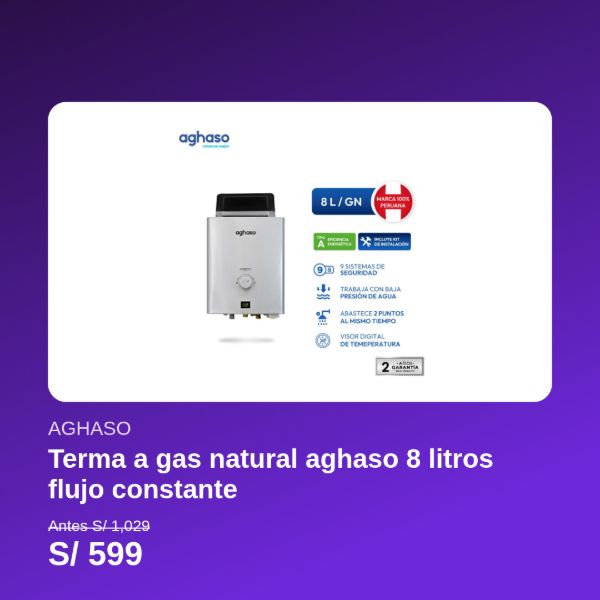 aghaso
aghaso
8 L / GN
MARCA 100%
PERUANA
A
EFICIENCIA
ENERGÉTICA
INCLUYE KIT
DE INSTALACIÓN
9 SISTEMAS DE
SEGURIDAD
TRABAJA CON BAJA
PRESIÓN DE AGUA
ABASTECE 2 PUNTOS
AL MISMO TIEMPO
VISOR DIGITAL
DE TEMEPERATURA
2 AÑOS
GARANTÍA
AGHASO
Terma a gas natural aghaso 8 litros
flujo constante
Antes S/ 1,029
S/ 599